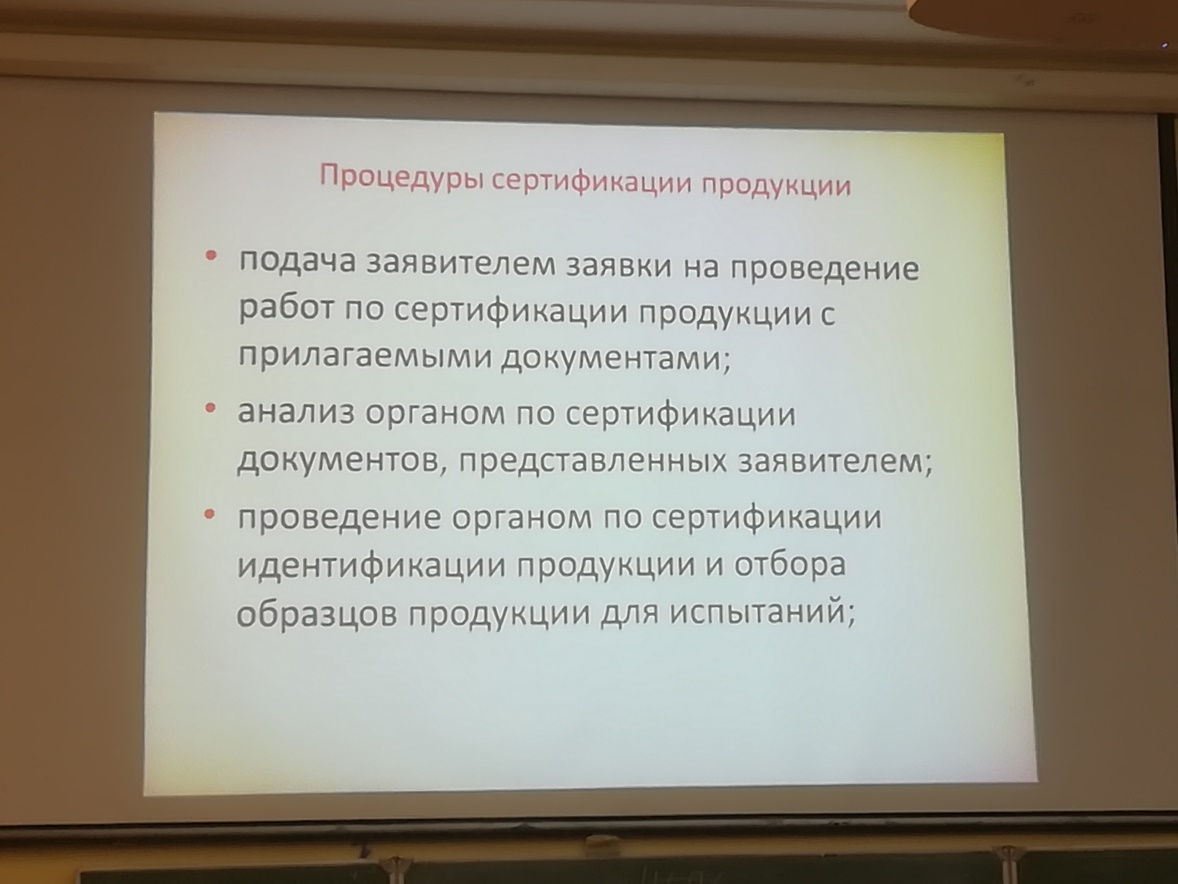 Процедуры сертификации продукции
• подача заявителем заявки на проведение
работ по сертификации продукции с
прилагаемыми документами;
• анализ органом по сертификации
документов, представленных заявителем;
• проведение органом по сертификации
идентификации продукции и отбора
образцов продукции для испытаний;